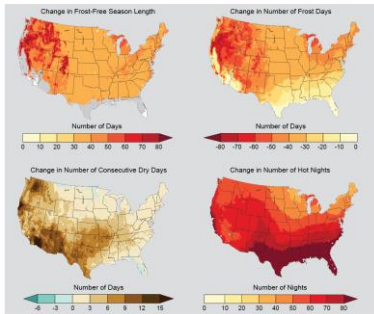 Change in Frost-Free Season Length
Change in Number of Frost Days
Number of Days
0 10 20 30 40 50 60 70 80
Number of Days
-80 -70 -60 -50 -40 -30 -20 -10 0
Change in Number of Consecutive Dry Days
Change in Number of Hot Nights
Number of Days
-6 -3 0 3 6 9 12 15
Number of Nights
0 10 20 30 40 50 60 70 80